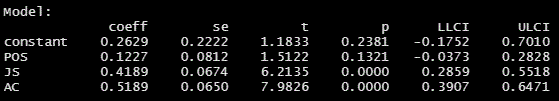 Model:
coeff se t p LLCI ULCI
constant 0.2629 0.2222 1.1833 0.2381 -0.1752 0.7010
POS 0.1227 0.0812 1.5122 0.1321 -0.0373 0.2828
JS 0.4189 0.0674 6.2135 0.0000 0.2859 0.5518
AC 0.5189 0.0650 7.9826 0.0000 0.3907 0.6471